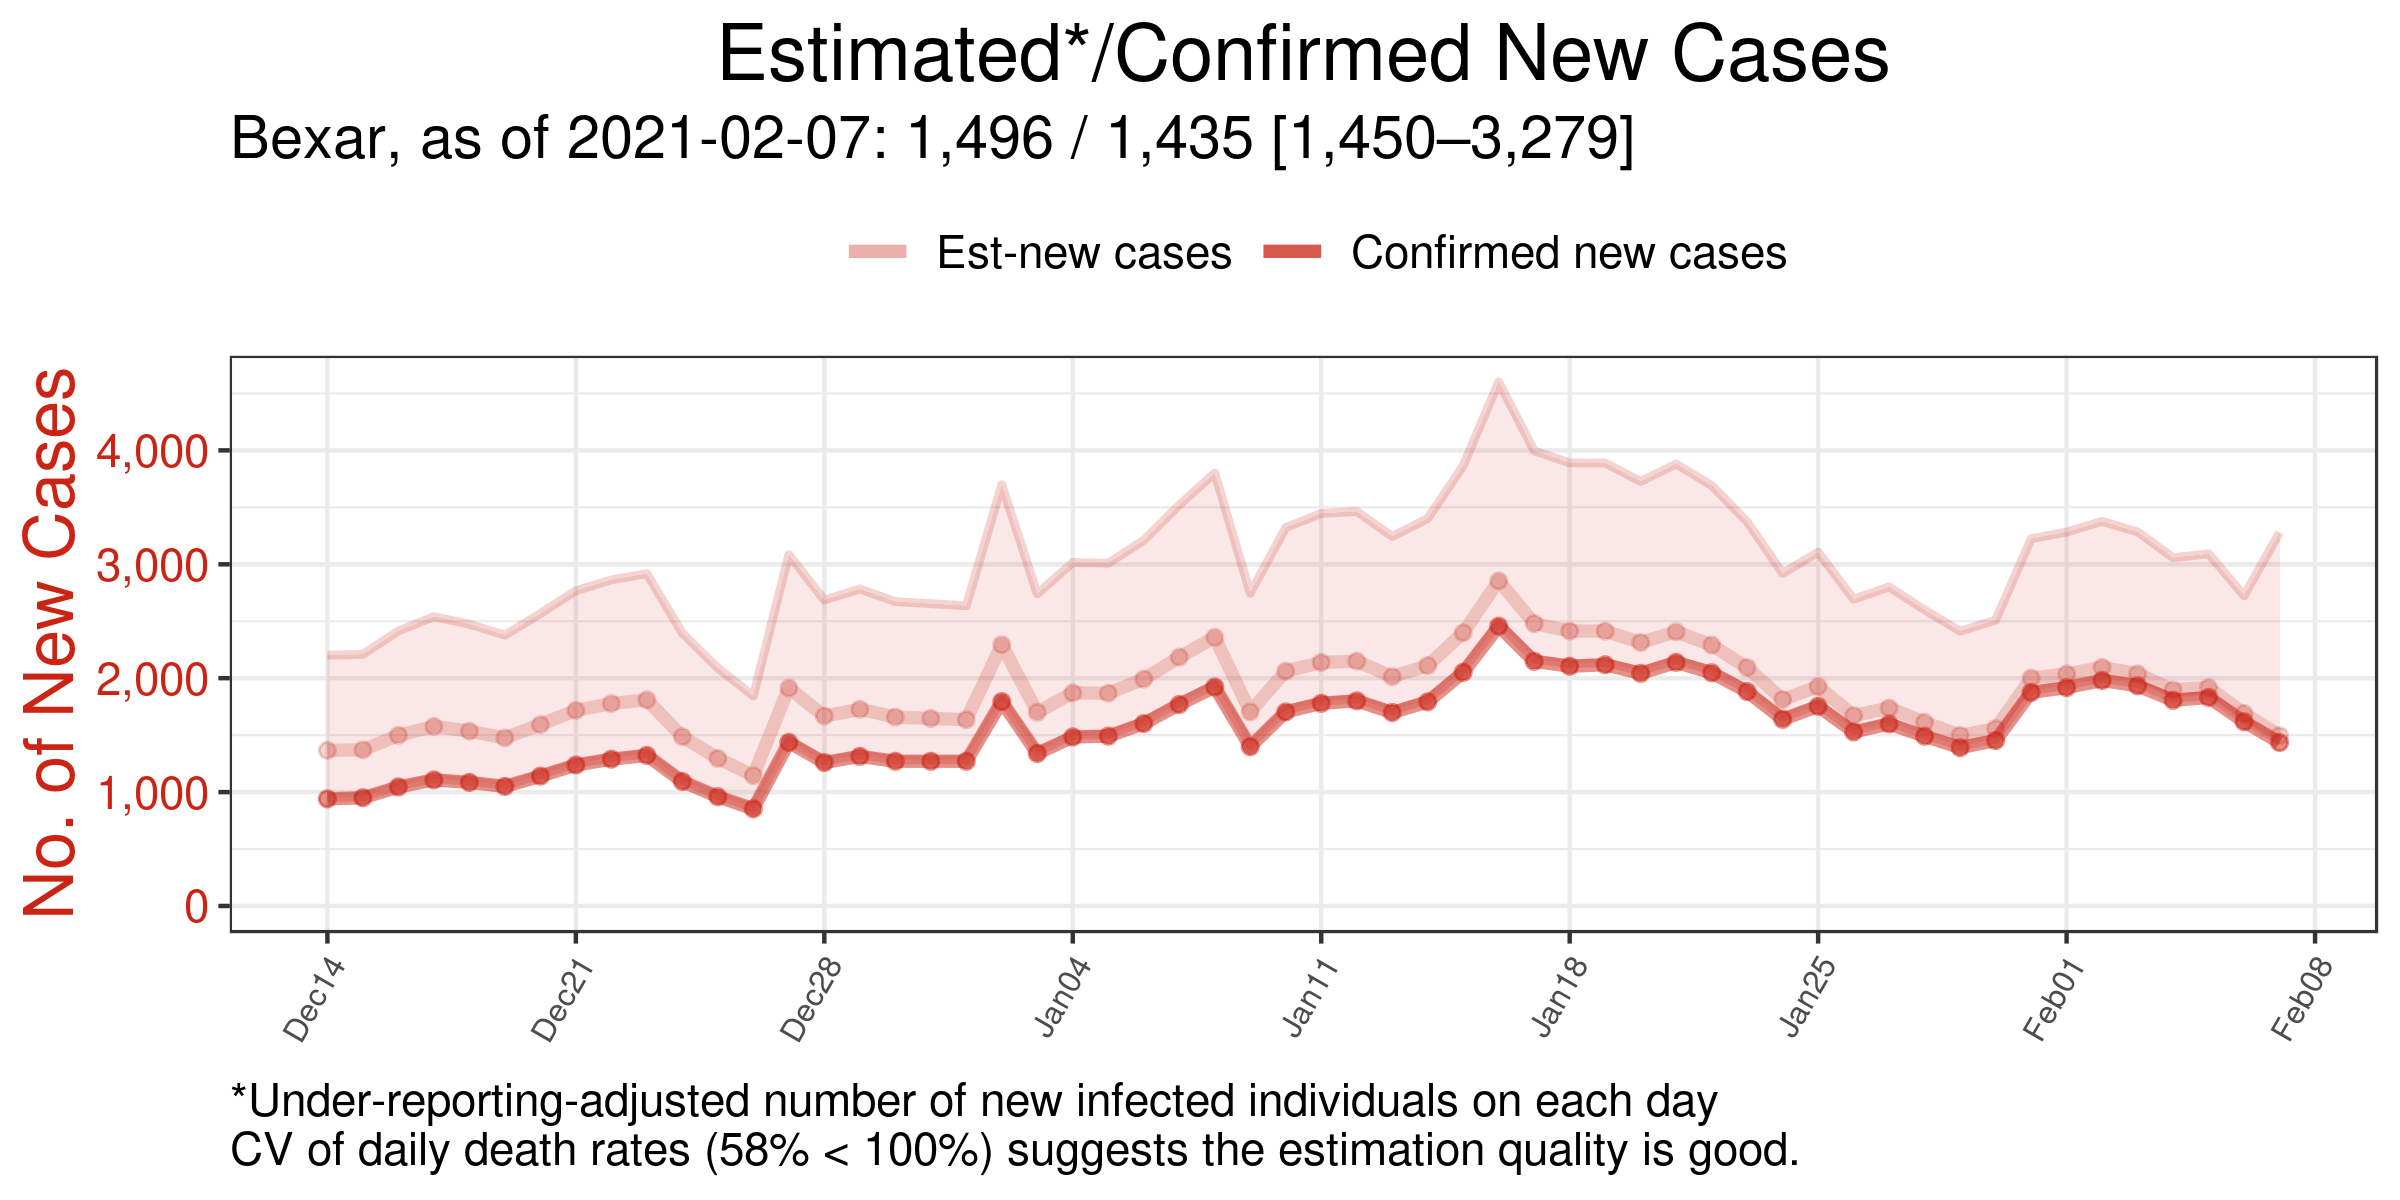 Estimated*/Confirmed New Cases
Bexar, as of 2021-02-07: 1,496 / 1,435 [1,450–3,279]
Est-new cases
Confirmed new cases
No. of New Cases
4,000
3,000
2,000
1,000
0
Dec14
Dec21
Dec28
Jan04
Jan11
Jan18
Jan25
Feb01
Feb08
*Under-reporting-adjusted number of new infected individuals on each day
CV of daily death rates (58% < 100%) suggests the estimation quality is good.